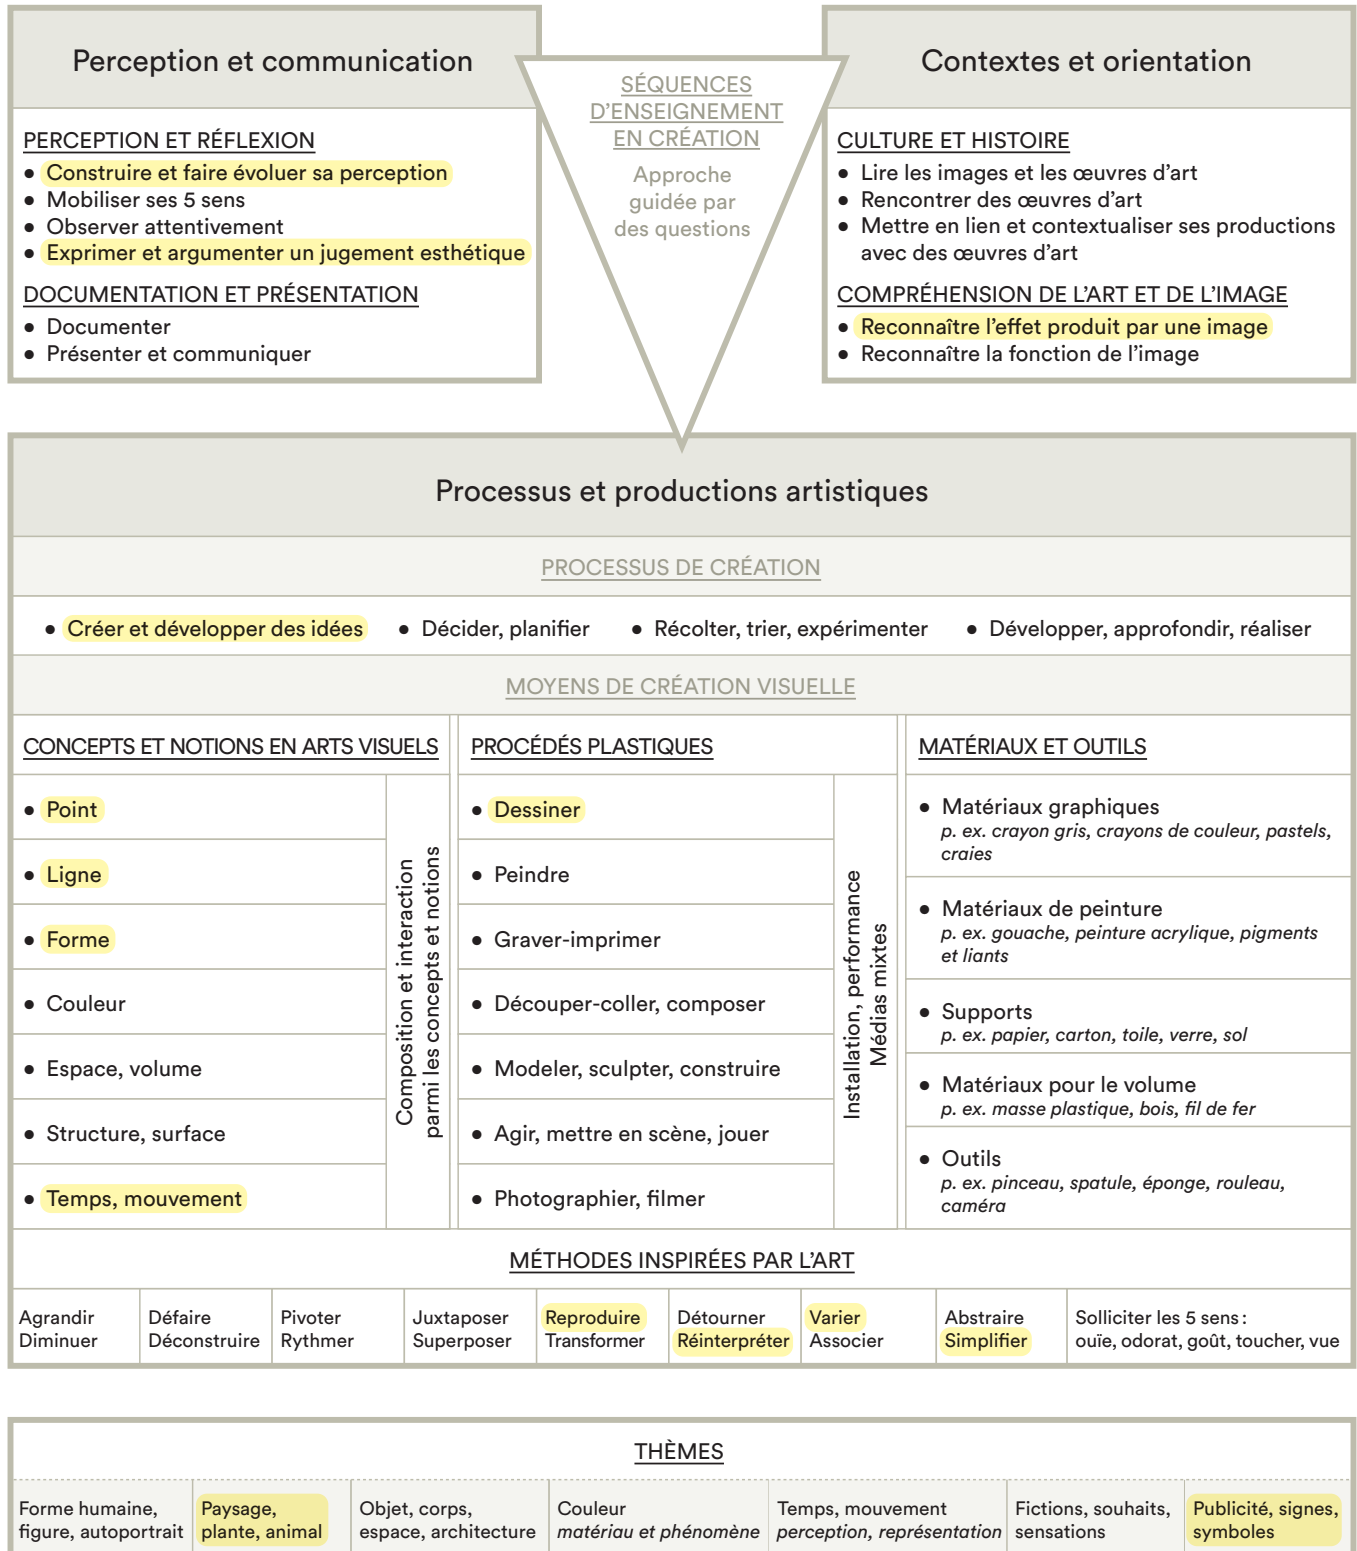 Perception et communication
PERCEPTION ET RÉFLEXION
• Construire et faire évoluer sa perception
• Mobiliser ses 5 sens
• Observer attentivement
• Exprimer et argumenter un jugement esthétique
DOCUMENTATION ET PRÉSENTATION
• Documenter
• Présenter et communiquer
SÉQUENCES
D'ENSEIGNEMENT
EN CRÉATION
Approche
guidée par
des questions
Contextes et orientation
CULTURE ET HISTOIRE
• Lire les images et les œuvres d'art
• Rencontrer des œuvres d'art
• Mettre en lien et contextualiser ses productions
avec des œuvres d'art
COMPRÉHENSION DE L'ART ET DE L'IMAGE
• Reconnaître l'effet produit par une image
• Reconnaître la fonction de l'image
Processus et productions artistiques
PROCESSUS DE CRÉATION
• Créer et développer des idées • Décider, planifier • Récolter, trier, expérimenter • Développer, approfondir, réaliser
MOYENS DE CRÉATION VISUELLE
CONCEPTS ET NOTIONS EN ARTS VISUELS
• Point
• Ligne
• Forme
• Couleur
• Espace, volume
• Structure, surface
• Temps, mouvement
Composition et interaction
parmi les concepts et notions
PROCÉDÉS PLASTIQUES
• Dessiner
• Peindre
• Graver-imprimer
• Découper-coller, composer
• Modeler, sculpter, construire
• Agir, mettre en scène, jouer
• Photographier, filmer
Installation, performance
Médias mixtes
MATÉRIAUX ET OUTILS
• Matériaux graphiques
p. ex. crayon gris, crayons de couleur, pastels,
craies
• Matériaux de peinture
p. ex. gouache, peinture acrylique, pigments
et liants
• Supports
p. ex. papier, carton, toile, verre, sol
• Matériaux pour le volume
p. ex. masse plastique, bois, fil de fer
• Outils
p. ex. pinceau, spatule, éponge, rouleau,
caméra
MÉTHODES INSPIRÉES PAR L'ART
Agrandir
Diminuer
Défaire
Déconstruire
Pivoter
Rythmer
Juxtaposer
Superposer
Reproduire
Transformer
Détourner
Réinterpréter
Varier
Associer
Abstraire
Simplifier
Solliciter les 5 sens :
ouïe, odorat, goût, toucher, vue
THÈMES
Forme humaine,
figure, autoportrait
Paysage,
plante, animal
Objet, corps,
espace, architecture
Couleur
matériau et phénomène
Temps, mouvement
perception, représentation
Fictions, souhaits,
sensations
Publicité, signes,
symboles